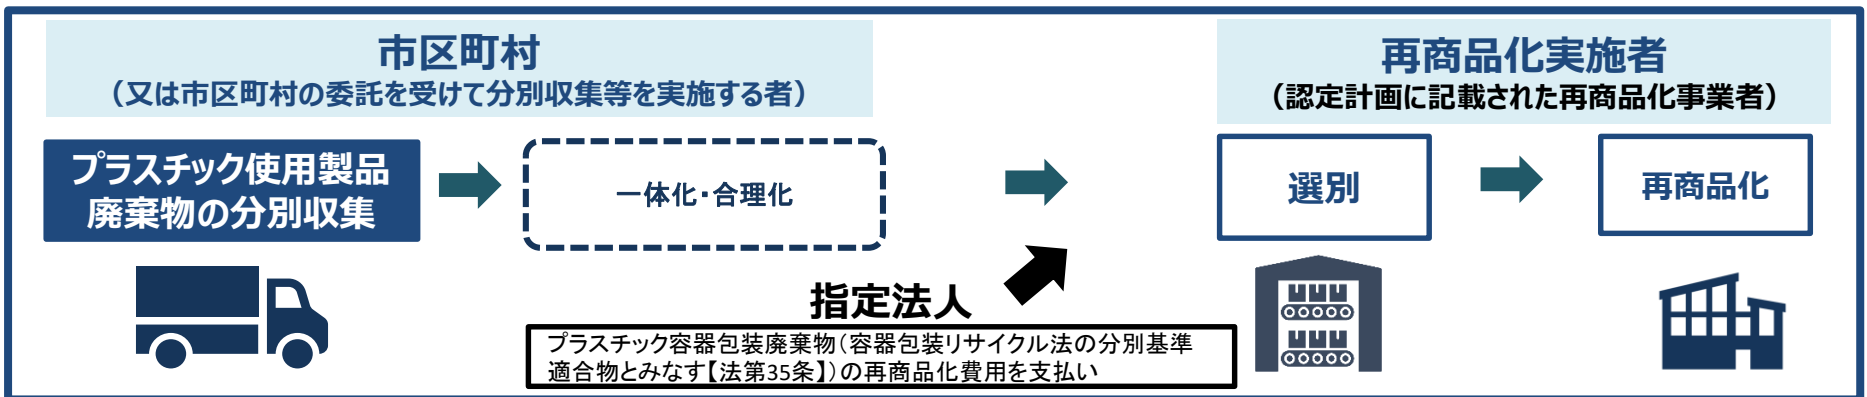 市区町村
（又は市区町村の委託を受けて分別収集等を実施する者）
再商品化実施者
（認定計画に記載された再商品化事業者）
プラスチック使用製品
廃棄物の分別収集
一体化・合理化
選別
再商品化
指定法人
プラスチック容器包装廃棄物（容器包装リサイクル法の分別基準
適合物とみなす【法第35条】）の再商品化費用を支払い